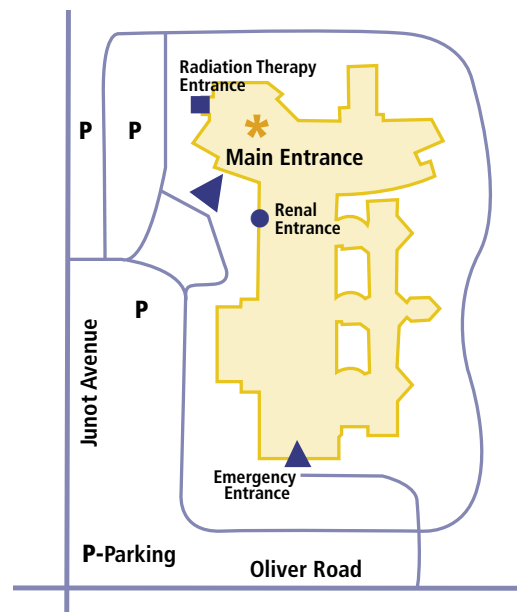 Radiation Therapy
Entrance
P
P
*
Main Entrance
Renal
Entrance
P
Junot Avenue
Emergency
Entrance
P-Parking
Oliver Road